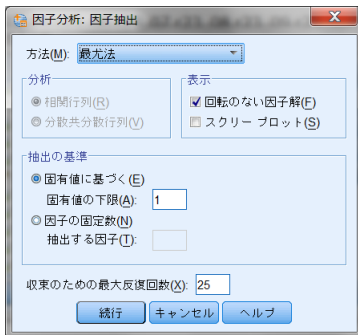 因子分析: 因子抽出
方法(M): 最尤法
分析
相関行列(R)
分散共分散行列(V)
表示
回転のない因子解(F)
スクリー プロット(S)
抽出の基準
固有値に基づく(E)
固有値の下限(A): 1
因子の固定数(N)
抽出する因子(T):
収束のための最大反復回数(X): 25
続行 キャンセル ヘルプ